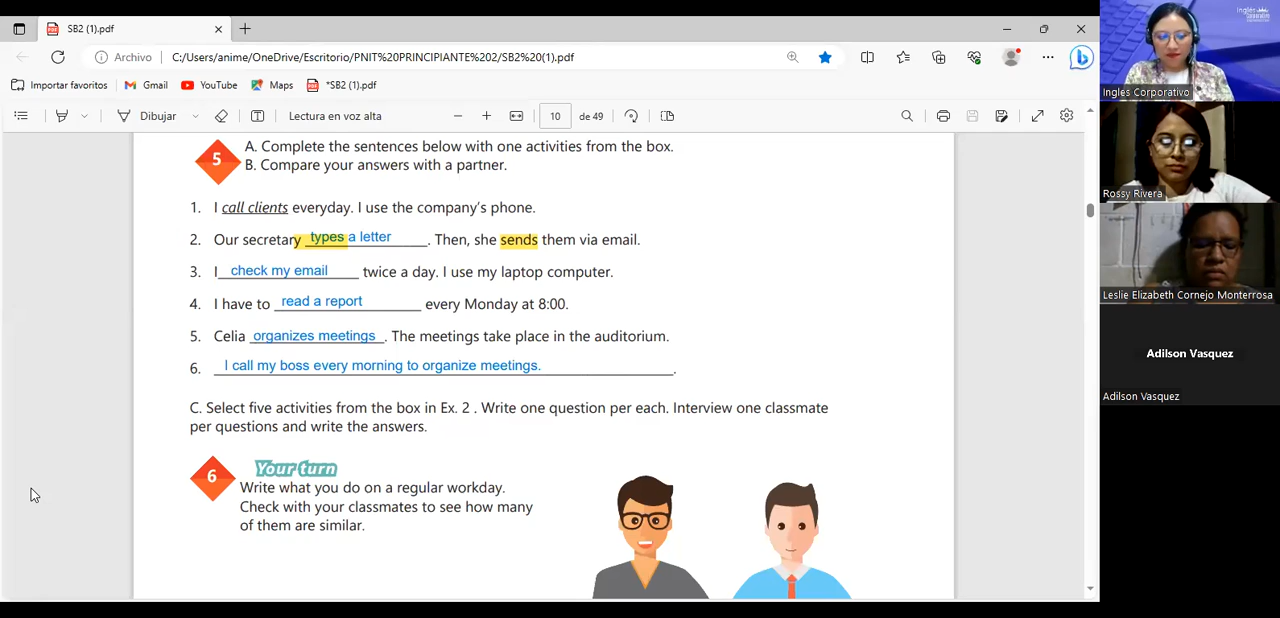 SB2 (1).pdf
Archivo
C:/Users/anime/OneDrive/Escritorio/PNIT%20PRINCIPIANTE%202/SB2%20(1).pdf
Importar favoritos
Gmail
YouTube
Maps
*SB2 (1).pdf
Dibujar
Lectura en voz alta
10
de 49
5
A. Complete the sentences below with one activities from the box.
B. Compare your answers with a partner.
1. I call clients everyday. I use the company's phone.
2. Our secretary types a letter. Then, she sends them via email.
3. I check my email twice a day. I use my laptop computer.
4. I have to read a report every Monday at 8:00.
5. Celia organizes meetings. The meetings take place in the auditorium.
6. I call my boss every morning to organize meetings. .
C. Select five activities from the box in Ex. 2 . Write one question per each. Interview one classmate
per questions and write the answers.
6
Your turn
Write what you do on a regular workday.
Check with your classmates to see how many
of them are similar.
Ingles Corporativo
Rossy Rivera
Leslie Elizabeth Cornejo Monterrosa
Adilson Vasquez
Adilson Vasquez